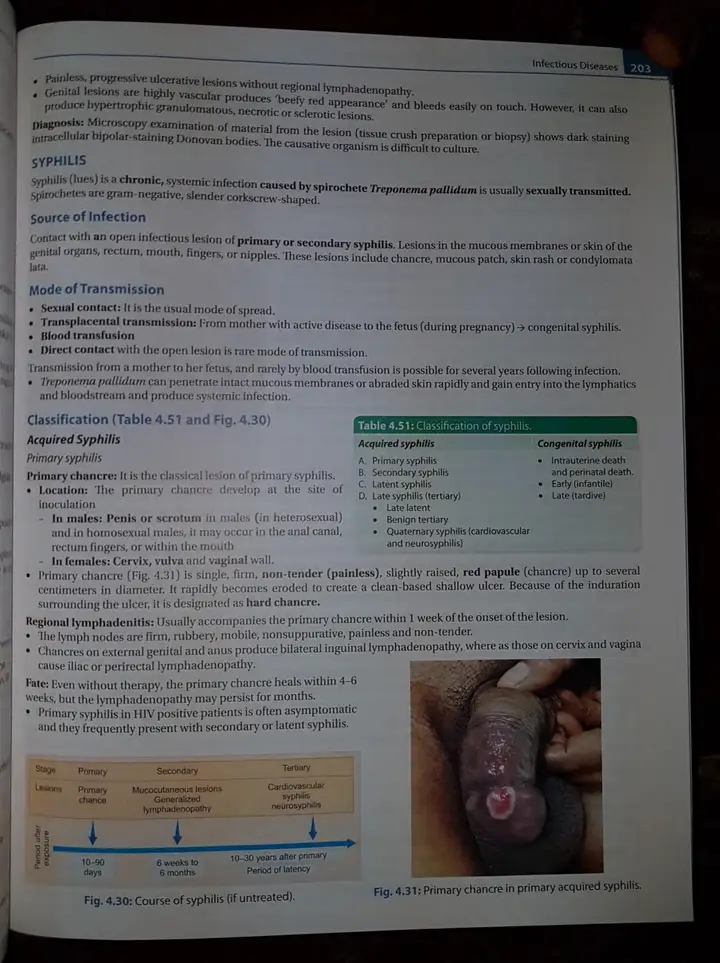 Infectious Diseases 203
• Painless, progressive ulcerative lesions without regional lymphadenopathy.
• Genital lesions are highly vascular produces 'beefy red appearance' and bleeds easily on touch. However, it can also
produce hypertrophic granulomatous, necrotic or sclerotic lesions.
Diagnosis: Microscopy examination of material from the lesion (tissue crush preparation or biopsy) shows dark staining
intracellular bipolar-staining Donovan bodies. The causative organism is difficult to culture.
SYPHILIS
Syphilis (lues) is a chronic, systemic infection caused by spirochete Treponema pallidum is usually sexually transmitted.
Spirochetes are gram-negative, slender corkscrew-shaped.
Source of Infection
Contact with an open infectious lesion of primary or secondary syphilis. Lesions in the mucous membranes or skin of the
genital organs, rectum, mouth, fingers, or nipples. These lesions include chancre, mucous patch, skin rash or condylomata
lata.
Mode of Transmission
• Sexual contact: It is the usual mode of spread.
• Transplacental transmission: From mother with active disease to the fetus (during pregnancy) → congenital syphilis.
• Blood transfusion
• Direct contact with the open lesion is rare mode of transmission.
Transmission from a mother to her fetus, and rarely by blood transfusion is possible for several years following infection.
• Treponema pallidum can penetrate intact mucous membranes or abraded skin rapidly and gain entry into the lymphatics
and bloodstream and produce systemic infection.
Classification (Table 4.51 and Fig. 4.30)
Acquired Syphilis
Primary syphilis
Primary chancre: It is the classical lesion of primary syphilis.
• Location: The primary chancre develop at the site of
inoculation
- In males: Penis or scrotum in males (in heterosexual)
and in homosexual males, it may occur in the anal canal,
rectum fingers, or within the mouth
- In females: Cervix, vulva and vaginal wall.
Table 4.51: Classification of syphilis.
Acquired syphilis Congenital syphilis
A. Primary syphilis • Intrauterine death
B. Secondary syphilis and perinatal death.
C. Latent syphilis • Early (infantile)
D. Late syphilis (tertiary) • Late (tardive)
• Late latent
• Benign tertiary
• Quaternary syphilis (cardiovascular
and neurosyphilis)
• Primary chancre (Fig. 4.31) is single, firm, non-tender (painless), slightly raised, red papule (chancre) up to several
centimeters in diameter. It rapidly becomes eroded to create a clean-based shallow ulcer. Because of the induration
surrounding the ulcer, it is designated as hard chancre.
Regional lymphadenitis: Usually accompanies the primary chancre within 1 week of the onset of the lesion.
• The lymph nodes are firm, rubbery, mobile, nonsuppurative, painless and non-tender.
• Chancres on external genital and anus produce bilateral inguinal lymphadenopathy, where as those on cervix and vagina
cause iliac or perirectal lymphadenopathy.
Fate: Even without therapy, the primary chancre heals within 4–6
weeks, but the lymphadenopathy may persist for months.
• Primary syphilis in HIV positive patients is often asymptomatic
and they frequently present with secondary or latent syphilis.
Stage Primary Secondary Tertiary
Lesions Primary chance Mucocutaneous lesions Generalized lymphadenopathy Cardiovascular syphilis neurosyphilis
Period after exposure
10–90 days 6 weeks to 6 months 10–30 years after primary Period of latency
Fig. 4.30: Course of syphilis (if untreated).
Fig. 4.31: Primary chancre in primary acquired syphilis.